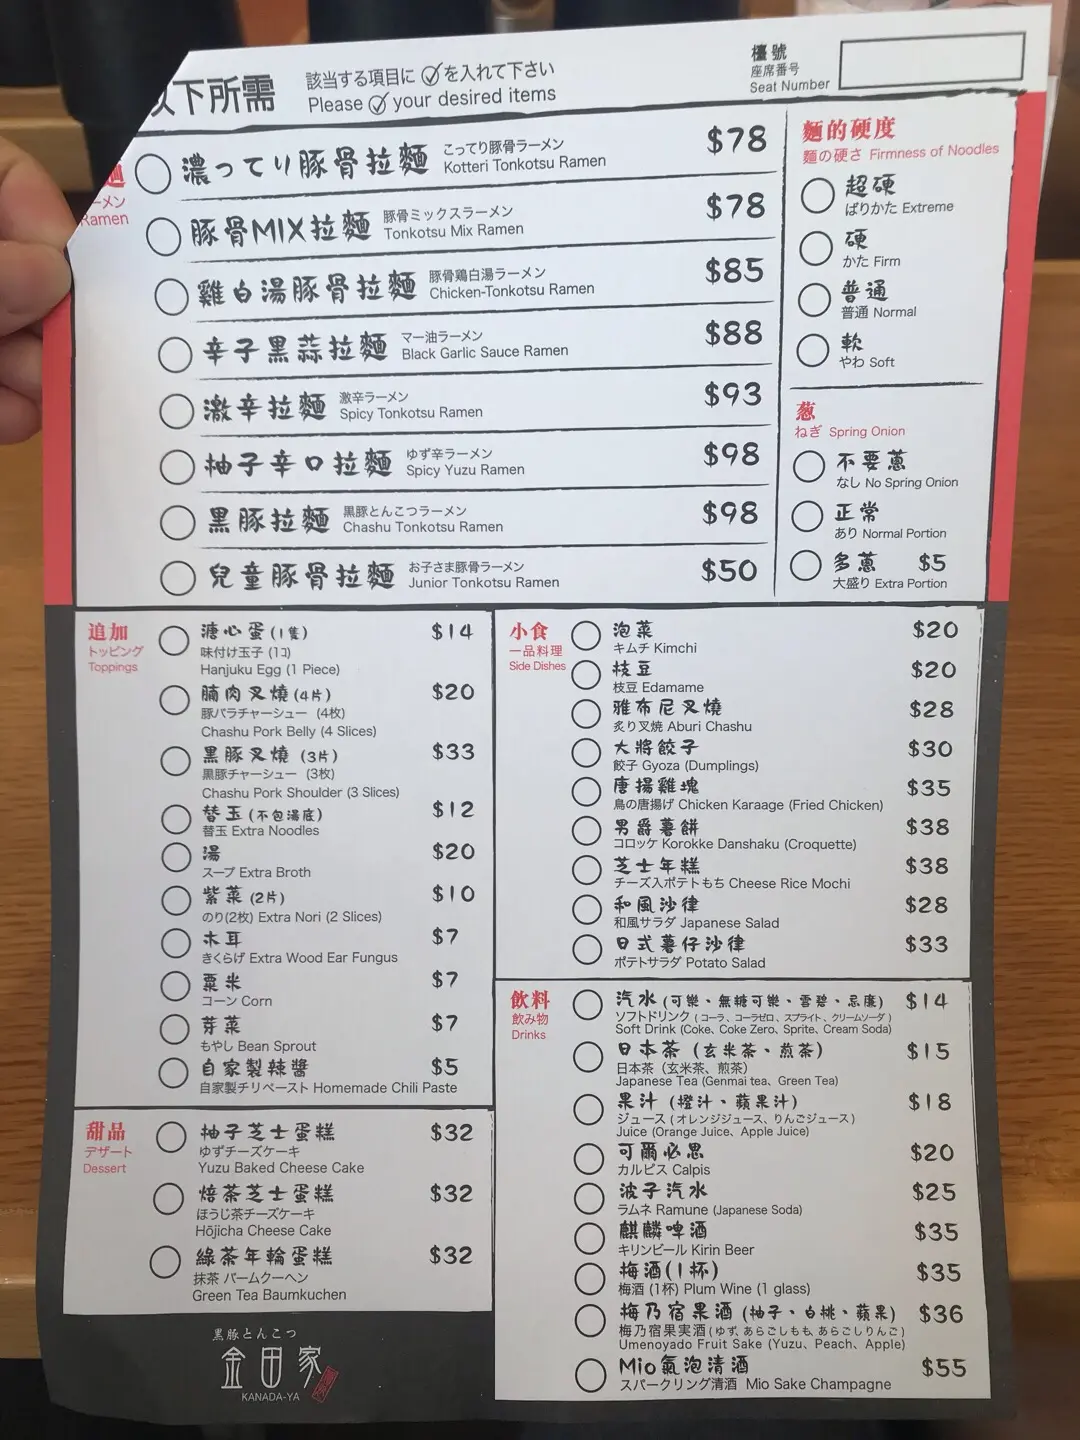 以下所需
該当する項目に を入れて下さい
Please your desired items
檯號
座席番号
Seat Number
ーメン
Ramen
濃ってり豚骨拉麵 こってり豚骨ラーメン $78
Kotteri Tonkotsu Ramen
豚骨MIX拉麵 豚骨ミックスラーメン $78
Tonkotsu Mix Ramen
雞白湯豚骨拉麵 豚骨鶏白湯ラーメン $85
Chicken-Tonkotsu Ramen
辛子黑蒜拉麵 マー油ラーメン $88
Black Garlic Sauce Ramen
激辛拉麵 激辛ラーメン $93
Spicy Tonkotsu Ramen
柚子辛口拉麵 ゆず辛ラーメン $98
Spicy Yuzu Ramen
黑豚拉麵 黒豚とんこつラーメン $98
Chashu Tonkotsu Ramen
兒童豚骨拉麵 お子さま豚骨ラーメン $50
Junior Tonkotsu Ramen
麵的硬度
麺の硬さ Firmness of Noodles
超硬
ばりかた Extreme
硬
かた Firm
普通
普通 Normal
軟
やわ Soft
葱
ねぎ Spring Onion
不要蔥
なし No Spring Onion
正常
あり Normal Portion
多蔥 $5
大盛り Extra Portion
追加
トッピング
Toppings
溏心蛋(1隻) $14
味付け玉子 (1コ)
Hanjuku Egg (1 Piece)
腩肉叉燒(4片) $20
豚バラチャーシュー (4枚)
Chashu Pork Belly (4 Slices)
黑豚叉燒 (3片) $33
黒豚チャーシュー (3枚)
Chashu Pork Shoulder (3 Slices)
替玉(不包湯底) $12
替玉 Extra Noodles
湯 $20
スープ Extra Broth
紫菜(2片) $10
のり(2枚) Extra Nori (2 Slices)
木耳 $7
きくらげ Extra Wood Ear Fungus
粟米 $7
コーン Corn
芽菜 $7
もやし Bean Sprout
自家製辣醬 $5
自家製チリペースト Homemade Chili Paste
甜品
デザート
Dessert
柚子芝士蛋糕 $32
ゆずチーズケーキ
Yuzu Baked Cheese Cake
焙茶芝士蛋糕 $32
ほうじ茶チーズケーキ
Hōjicha Cheese Cake
綠茶年輪蛋糕 $32
抹茶 バームクーヘン
Green Tea Baumkuchen
小食
一品料理
Side Dishes
泡菜 $20
キムチ Kimchi
枝豆 $20
枝豆 Edamame
雅布尼叉燒 $28
炙り叉焼 Aburi Chashu
大將餃子 $30
餃子 Gyoza (Dumplings)
唐揚雞塊 $35
鳥の唐揚げ Chicken Karaage (Fried Chicken)
男爵薯餅 $38
コロッケ Korokke Danshaku (Croquette)
芝士年糕 $38
チーズ入ポテトもち Cheese Rice Mochi
和風沙律 $28
和風サラダ Japanese Salad
日式薯仔沙律 $33
ポテトサラダ Potato Salad
飲料
飲み物
Drinks
汽水(可樂、無糖可樂、雪碧、忌廉) $14
ソフトドリンク (コーラ、コーラゼロ、スプライト、クリームソーダ)
Soft Drink (Coke, Coke Zero, Sprite, Cream Soda)
日本茶 (玄米茶、煎茶) $15
日本茶 (玄米茶、煎茶)
Japanese Tea (Genmai tea、Green Tea)
果汁 (橙汁、蘋果汁) $18
ジュース (オレンジジュース、りんごジュース)
Juice (Orange Juice、Apple Juice)
可爾必思 $20
カルピス Calpis
波子汽水 $25
ラムネ Ramune (Japanese Soda)
麒麟啤酒 $35
キリンビール Kirin Beer
梅酒(1杯) $35
梅酒 (1杯) Plum Wine (1 glass)
梅乃宿果酒 (柚子、白桃、蘋果) $36
梅乃宿果実酒 (ゆず, あらごしもも, あらごしりんご)
Umenoyado Fruit Sake (Yuzu, Peach, Apple)
Mio氣泡清酒 $55
スパークリング清酒 Mio Sake Champagne
黒豚とんこつ
金田家
KANADA-YA